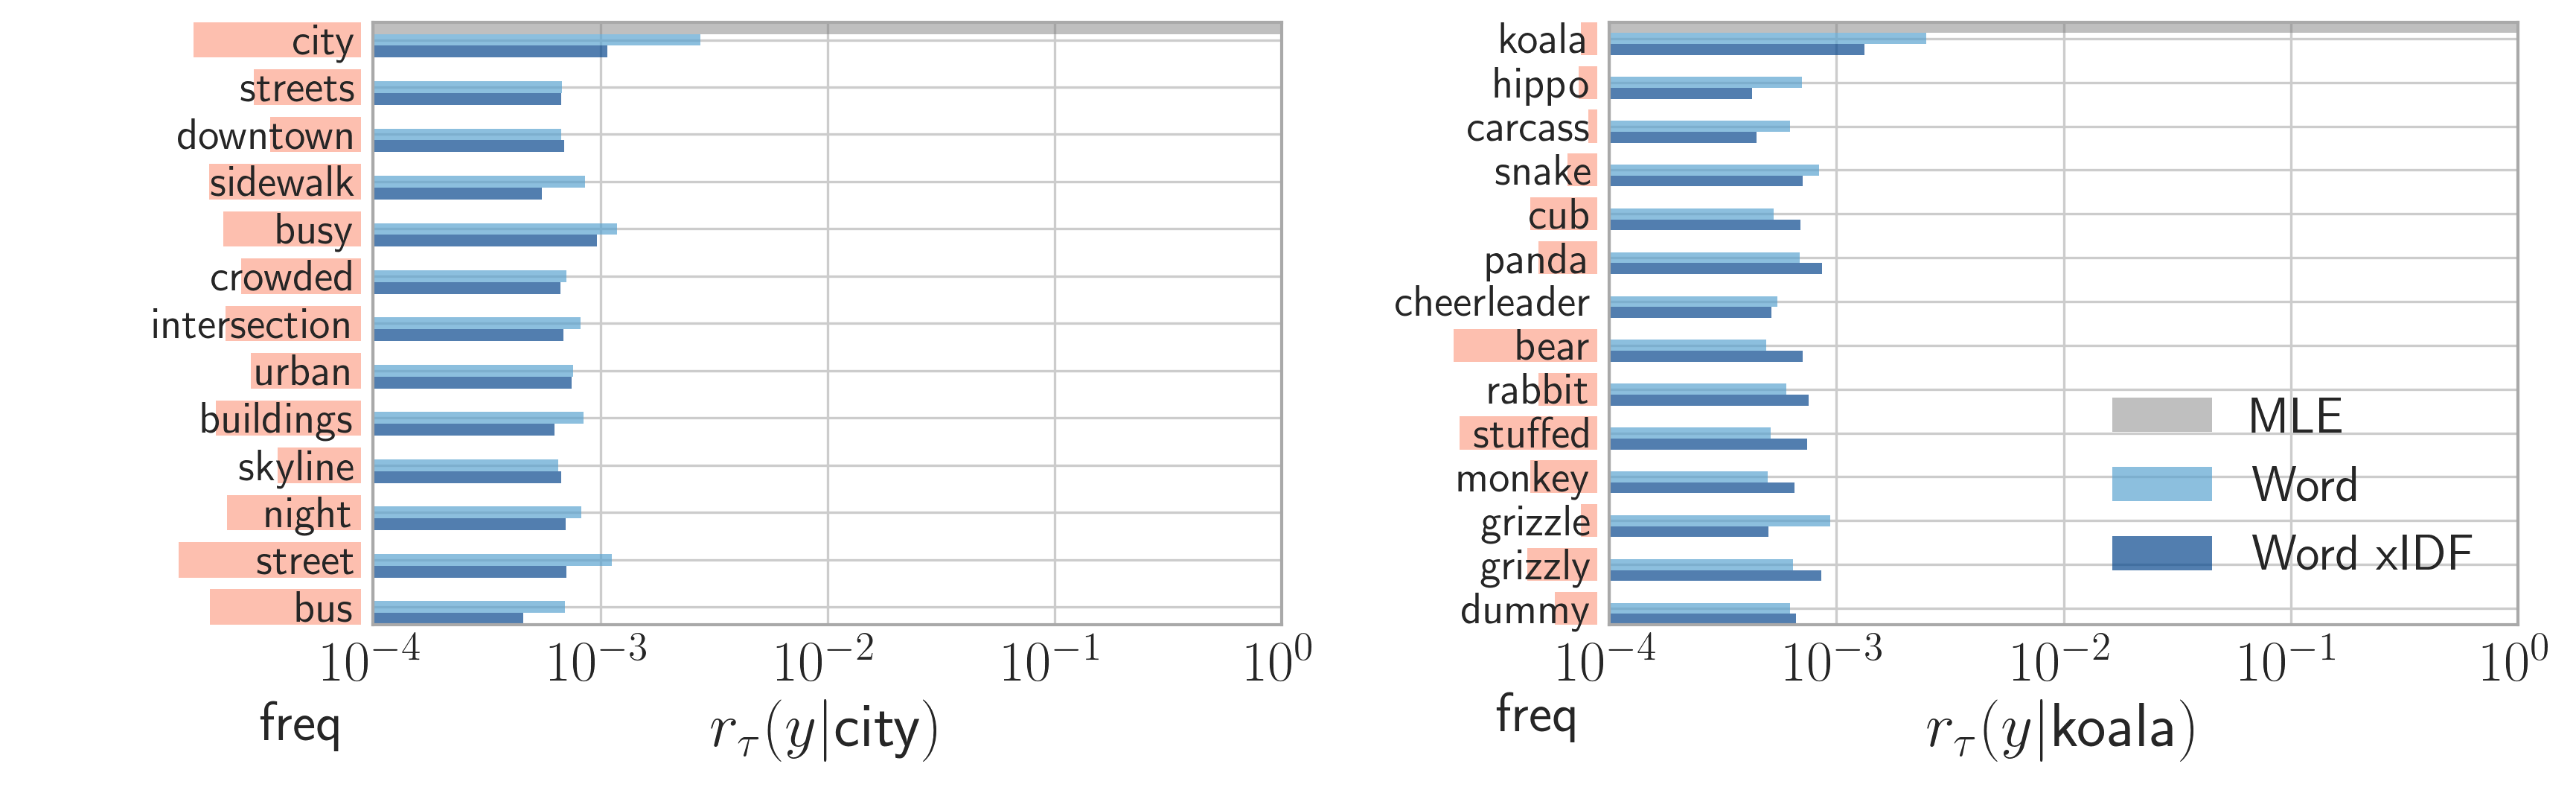 city
streets
downtown
sidewalk
busy
crowded
intersection
urban
buildings
skyline
night
street
bus
10^{-4} 10^{-3} 10^{-2} 10^{-1} 10^{0}
freq
r_τ(y|city)
koala
hippo
carcass
snake
cub
panda
cheerleader
bear
rabbit
stuffed
monkey
grizzle
grizzly
dummy
MLE
Word
Word xIDF
10^{-4} 10^{-3} 10^{-2} 10^{-1} 10^{0}
freq
r_τ(y|koala)